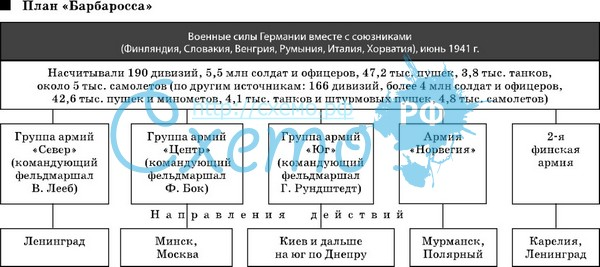 План «Барбаросса»
Военные силы Германии вместе с союзниками
(Финляндия, Словакия, Венгрия, Румыния, Италия, Хорватия), июнь 1941 г.
Насчитывали 190 дивизий, 5,5 млн солдат и офицеров, 47,2 тыс. пушек, 3,8 тыс. танков,
около 5 тыс. самолетов (по другим источникам: 166 дивизий, более 4 млн солдат и офицеров,
42,6 тыс. пушек и минометов, 4,1 тыс. танков и штурмовых пушек, 4,8 тыс. самолетов)
http://схемо.рф
Схемо
РФ
Группа армий
«Север»
(командующий
фельдмаршал
В. Лееб)
Группа армий
«Центр»
(командующий
фельдмаршал
Ф. Бок)
Группа армий
«Юг»
(командующий
фельдмаршал
Г. Рундштедт)
Армия
«Норвегия»
2-я
финская
армия
Направления действий
Ленинград
Минск,
Москва
Киев и дальше
на юг по Днепру
Мурманск,
Полярный
Карелия,
Ленинград